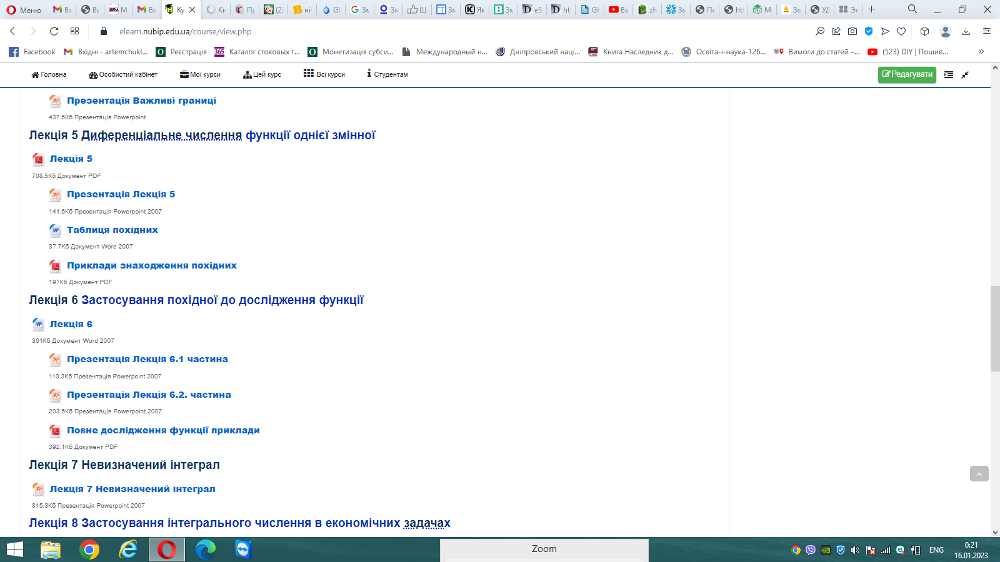 Меню
elearn.nubip.edu.ua/course/view.php
Facebook Вхідні - artemchukl... Реєстрація Каталог стокових т... Монетизація субси... Международный н... Дніпровський наці... Книга Наследник д... Освіта-і-наука-126... Вимоги до статей –... (523) DIY | Пошив...
Головна Особистий кабінет Мої курси Цей курс Всі курси Студентам Редагувати
Презентація Важливі границі
437.5Кб Презентація Powerpoint
Лекція 5 Диференціальне числення функції однієї змінної
Лекція 5
708.5Кб Документ PDF
Презентація Лекція 5
141.6Кб Презентація Powerpoint 2007
Таблиця похідних
37.7Кб Документ Word 2007
Приклади знаходження похідних
197Кб Документ PDF
Лекція 6 Застосування похідної до дослідження функції
Лекція 6
301Кб Документ Word 2007
Презентація Лекція 6.1 частина
110.3Кб Презентація Powerpoint 2007
Презентація Лекція 6.2. частина
203.5Кб Презентація Powerpoint 2007
Повне дослідження функції приклади
392.1Кб Документ PDF
Лекція 7 Невизначений інтеграл
Лекція 7 Невизначений інтеграл
815.3Кб Презентація Powerpoint 2007
Лекція 8 Застосування інтегрального числення в економічних задачах
Zoom
ENG
0:21
16.01.2023